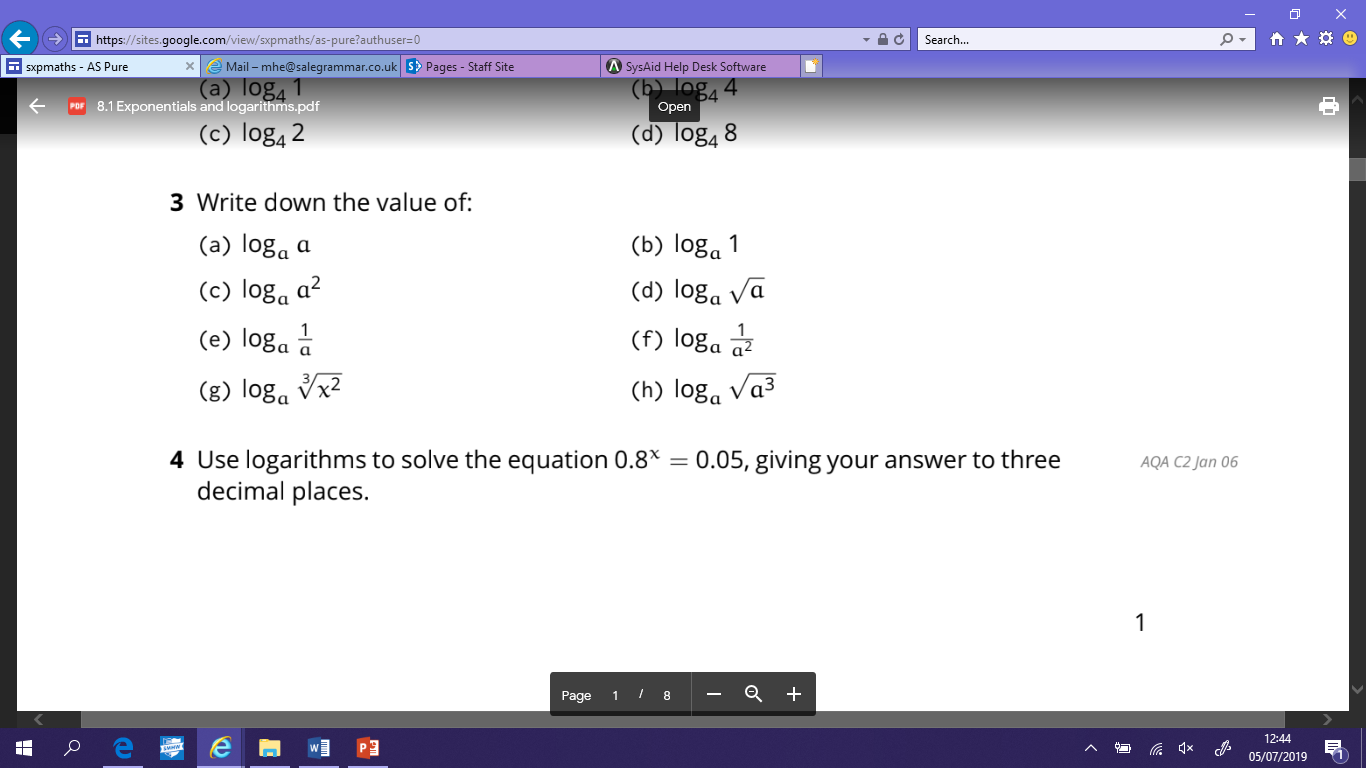 https://sites.google.com/view/sxpmaths/as-pure?authuser=0
Search...
sxpmaths - AS Pure
Mail – mhe@salegrammar.co.uk
Pages - Staff Site
SysAid Help Desk Software
(a) log₄ 1
(b) log₄ 4
PDF 8.1 Exponentials and logarithms.pdf
Open
(c) log₄ 2
(d) log₄ 8
3 Write down the value of:
(a) logₐ a
(b) logₐ 1
(c) logₐ a²
(d) logₐ √a
(e) logₐ 1/a
(f) logₐ 1/a²
(g) logₐ ∛x²
(h) logₐ √a³
4 Use logarithms to solve the equation 0.8ˣ = 0.05, giving your answer to three
AQA C2 Jan 06
decimal places.
1
Page 1 / 8
12:44
05/07/2019
1